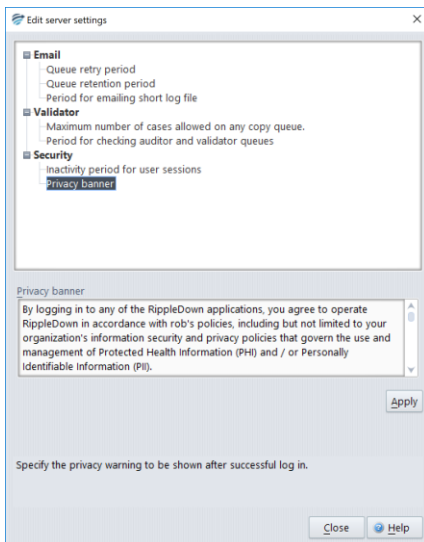 Edit server settings
Email
Queue retry period
Queue retention period
Period for emailing short log file
Validator
Maximum number of cases allowed on any copy queue.
Period for checking auditor and validator queues
Security
Inactivity period for user sessions
Privacy banner
Privacy banner
By logging in to any of the RippleDown applications, you agree to operate
RippleDown in accordance with rob's policies, including but not limited to your
organization's information security and privacy policies that govern the use and
management of Protected Health Information (PHI) and / or Personally
Identifiable Information (PII).
Apply
Specify the privacy warning to be shown after successful log in.
Close
Help